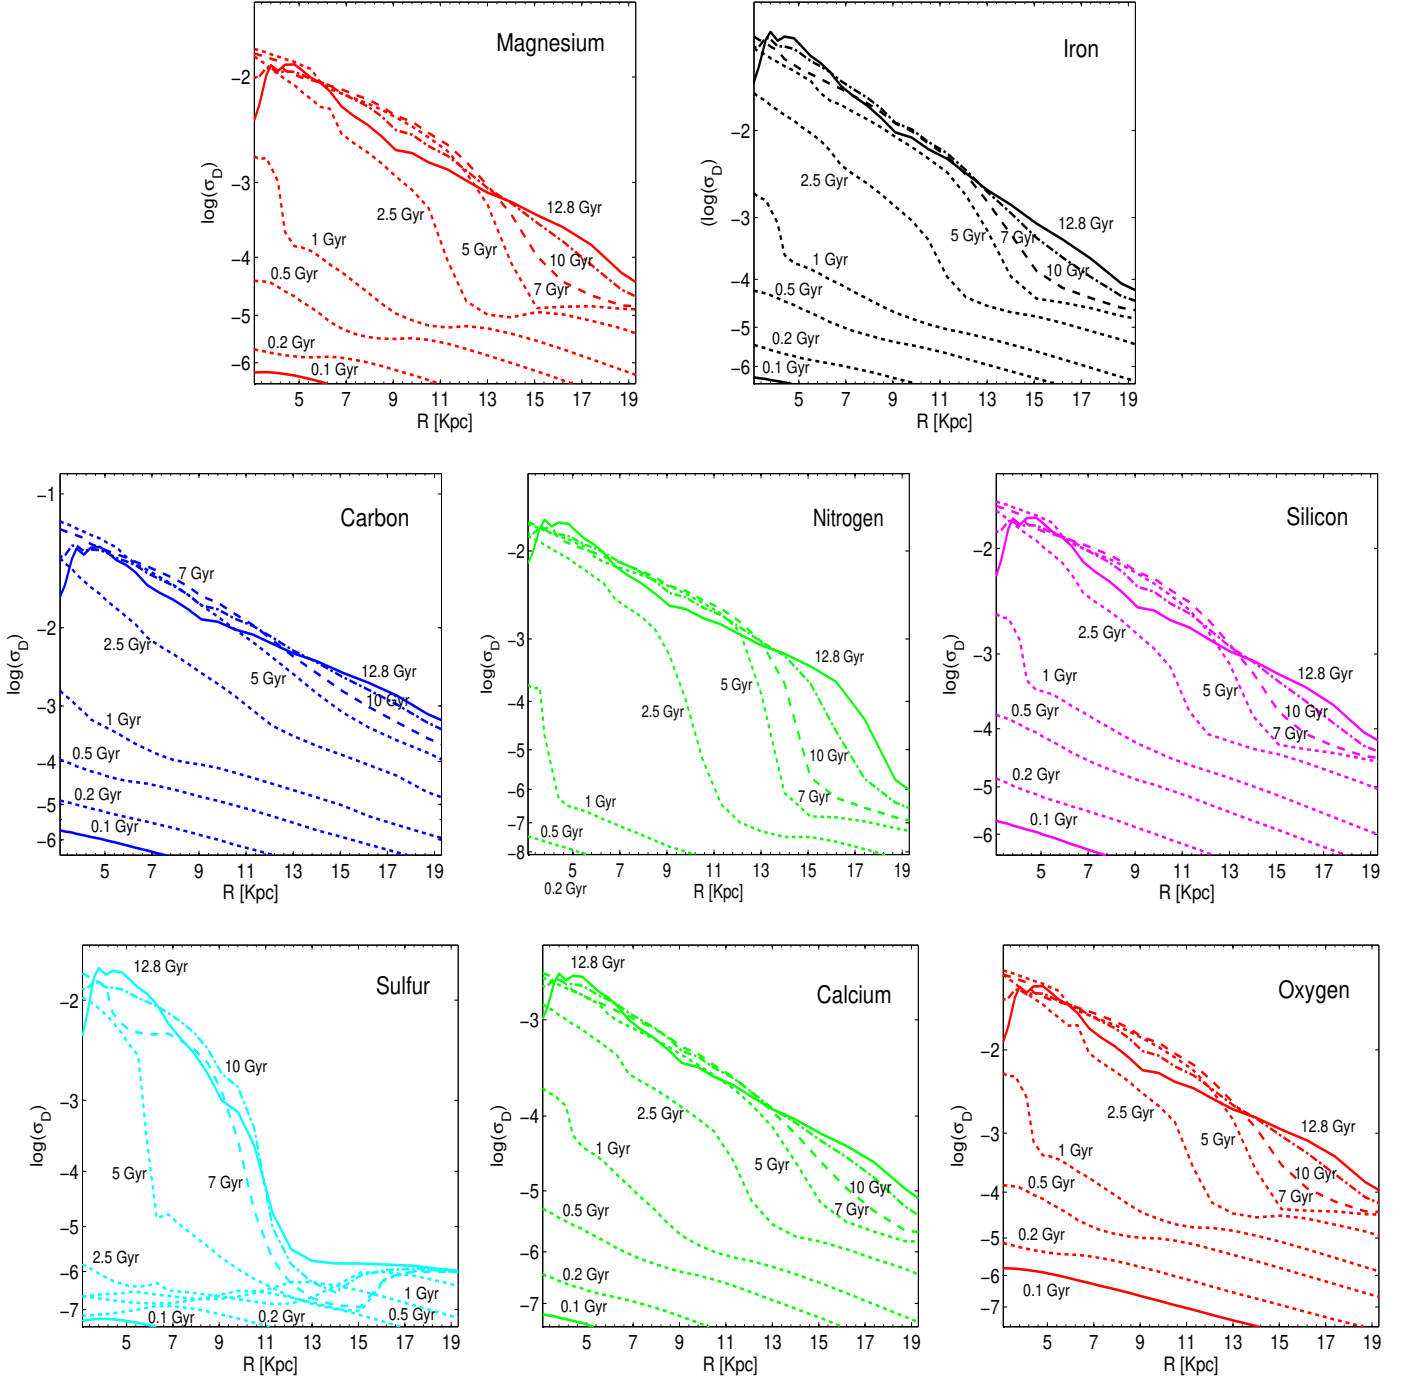 Magnesium
−2
−3
−4
−5
−6
log(σD)
12.8 Gyr
2.5 Gyr
1 Gyr
5 Gyr
10 Gyr
0.5 Gyr
7 Gyr
0.2 Gyr
0.1 Gyr
5 7 9 11 13 15 17 19
R [Kpc]
Iron
−2
−3
−4
−5
−6
(log(σD)
2.5 Gyr
12.8 Gyr
5 Gyr
7 Gyr
1 Gyr
10 Gyr
0.5 Gyr
0.2 Gyr
0.1 Gyr
5 7 9 11 13 15 17 19
R [Kpc]
Carbon
−1
−2
−3
−4
−5
−6
log(σD)
7 Gyr
2.5 Gyr
5 Gyr
12.8 Gyr
10 Gyr
1 Gyr
0.5 Gyr
0.2 Gyr
0.1 Gyr
5 7 9 11 13 15 17 19
R [Kpc]
Nitrogen
−2
−3
−4
−5
−6
−7
−8
log(σD)
12.8 Gyr
5 Gyr
2.5 Gyr
10 Gyr
7 Gyr
1 Gyr
0.5 Gyr
0.2 Gyr
5 7 9 11 13 15 17 19
R [Kpc]
Silicon
−2
−3
−4
−5
−6
log(σD)
2.5 Gyr
12.8 Gyr
1 Gyr
5 Gyr
0.5 Gyr
10 Gyr
7 Gyr
0.2 Gyr
0.1 Gyr
5 7 9 11 13 15 17 19
R [Kpc]
Sulfur
−2
−3
−4
−5
−6
−7
log(σD)
12.8 Gyr
10 Gyr
5 Gyr
7 Gyr
2.5 Gyr
1 Gyr
0.1 Gyr
0.2 Gyr
0.5 Gyr
5 7 9 11 13 15 17 19
R [Kpc]
Calcium
−3
−4
−5
−6
−7
log(σD)
12.8 Gyr
2.5 Gyr
1 Gyr
5 Gyr
10 Gyr
7 Gyr
0.5 Gyr
0.2 Gyr
0.1 Gyr
5 7 9 11 13 15 17 19
R [Kpc]
Oxygen
−2
−3
−4
−5
−6
−7
log(σD)
2.5 Gyr
12.8 Gyr
5 Gyr
1 Gyr
10 Gyr
0.5 Gyr
7 Gyr
0.2 Gyr
0.1 Gyr
5 7 9 11 13 15 17 19
R [Kpc]